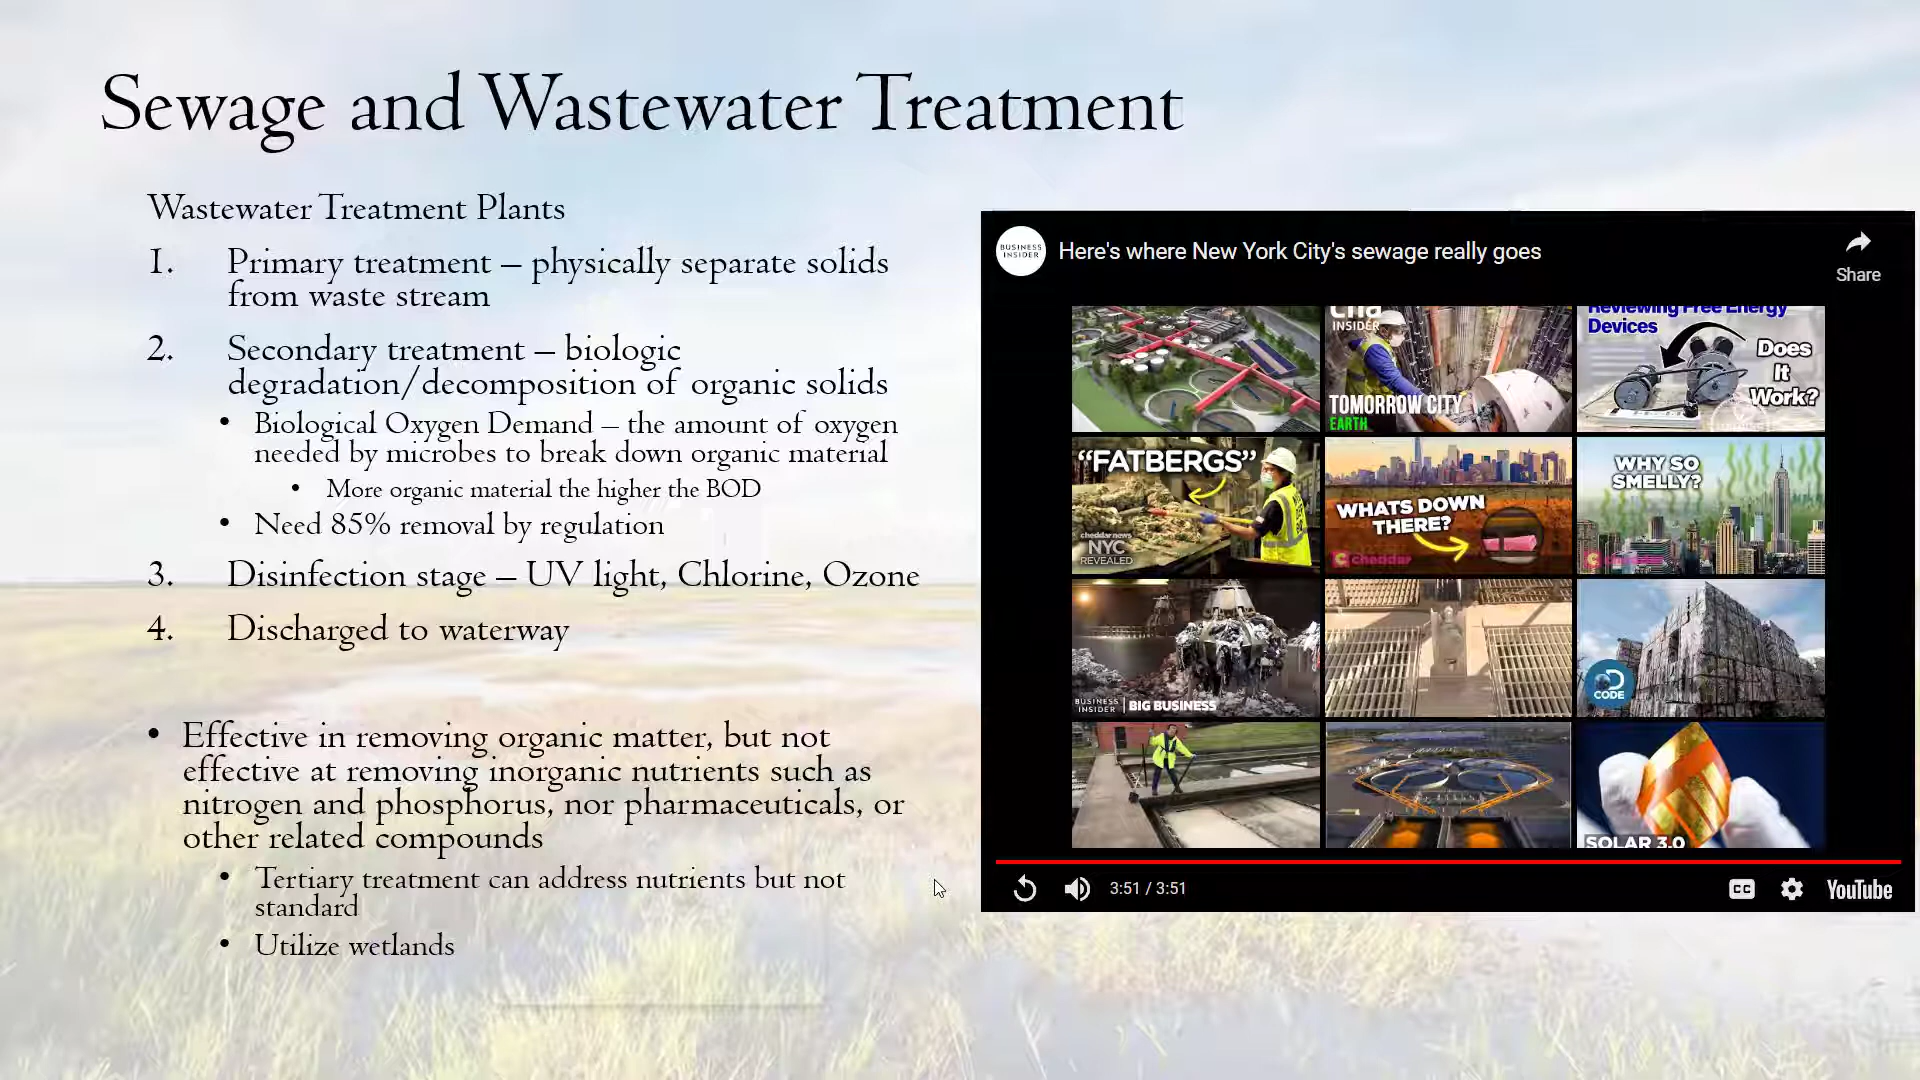 Sewage and Wastewater Treatment
Wastewater Treatment Plants
1. Primary treatment – physically separate solids
from waste stream
2. Secondary treatment – biologic
degradation/decomposition of organic solids
• Biological Oxygen Demand – the amount of oxygen
needed by microbes to break down organic material
• More organic material the higher the BOD
• Need 85% removal by regulation
3. Disinfection stage – UV light, Chlorine, Ozone
4. Discharged to waterway
• Effective in removing organic matter, but not
effective at removing inorganic nutrients such as
nitrogen and phosphorus, nor pharmaceuticals, or
other related compounds
• Tertiary treatment can address nutrients but not
standard
• Utilize wetlands
BUSINESS
INSIDER
Here's where New York City's sewage really goes
Share
INSIDER
TOMORROW CITY
EARTH
Reviewing Free Energy
Devices
Does
It
Work?
"FATBERGS"
cheddar news
NYC
REVEALED
WHATS DOWN
THERE?
cheddar
WHY SO
SMELLY?
cheddar
BUSINESS
INSIDER
BIG BUSINESS
CODE
SOLAR 3.0
3:51 / 3:51
CC
YouTube